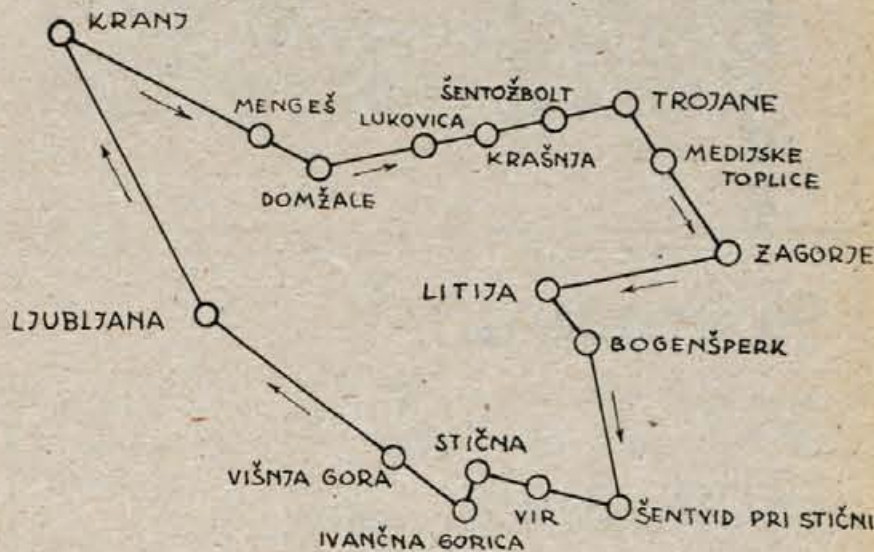 KRANJ
MENGEŠ
DOMŽALE
LUKOVICA
KRAŠNJA
ŠENTOŽBOLT
TROJANE
MEDIJSKE
TOPLICE
ZAGORJE
LITIJA
BOGENŠPERK
ŠENTVID PRI STIČNI
VIR
STIČNA
IVANČNA GORICA
VIŠNJA GORA
LJUBLJANA